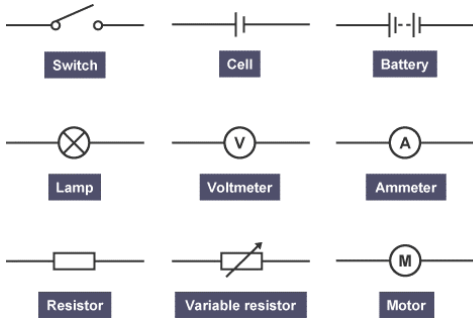 Switch
Cell
Battery
V
A
Lamp
Voltmeter
Ammeter
M
Resistor
Variable resistor
Motor